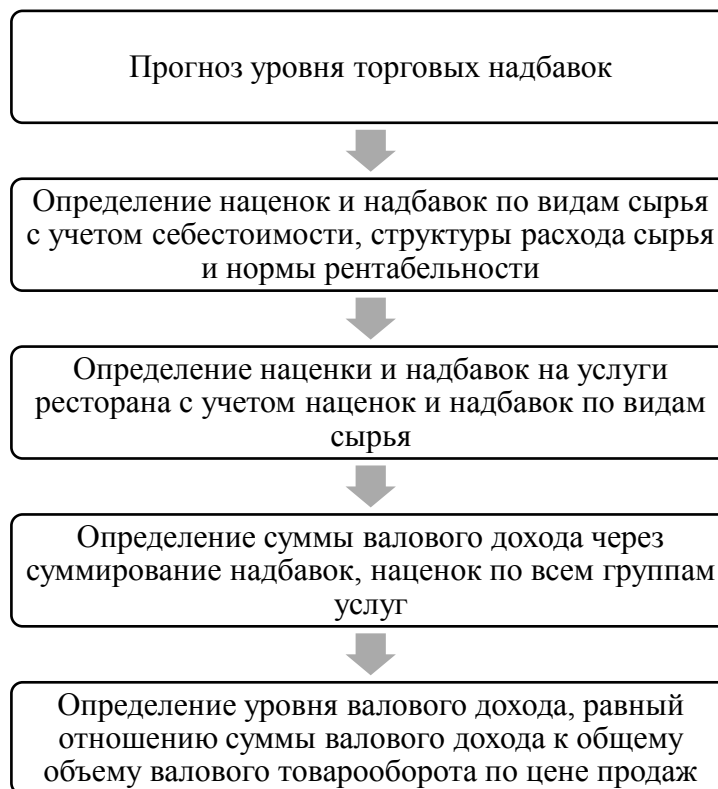 Прогноз уровня торговых надбавок
Определение наценок и надбавок по видам сырья
с учетом себестоимости, структуры расхода сырья
и нормы рентабельности
Определение наценки и надбавок на услуги
ресторана с учетом наценок и надбавок по видам
сырья
Определение суммы валового дохода через
суммирование надбавок, наценок по всем группам
услуг
Определение уровня валового дохода, равный
отношению суммы валового дохода к общему
объему валового товарооборота по цене продаж